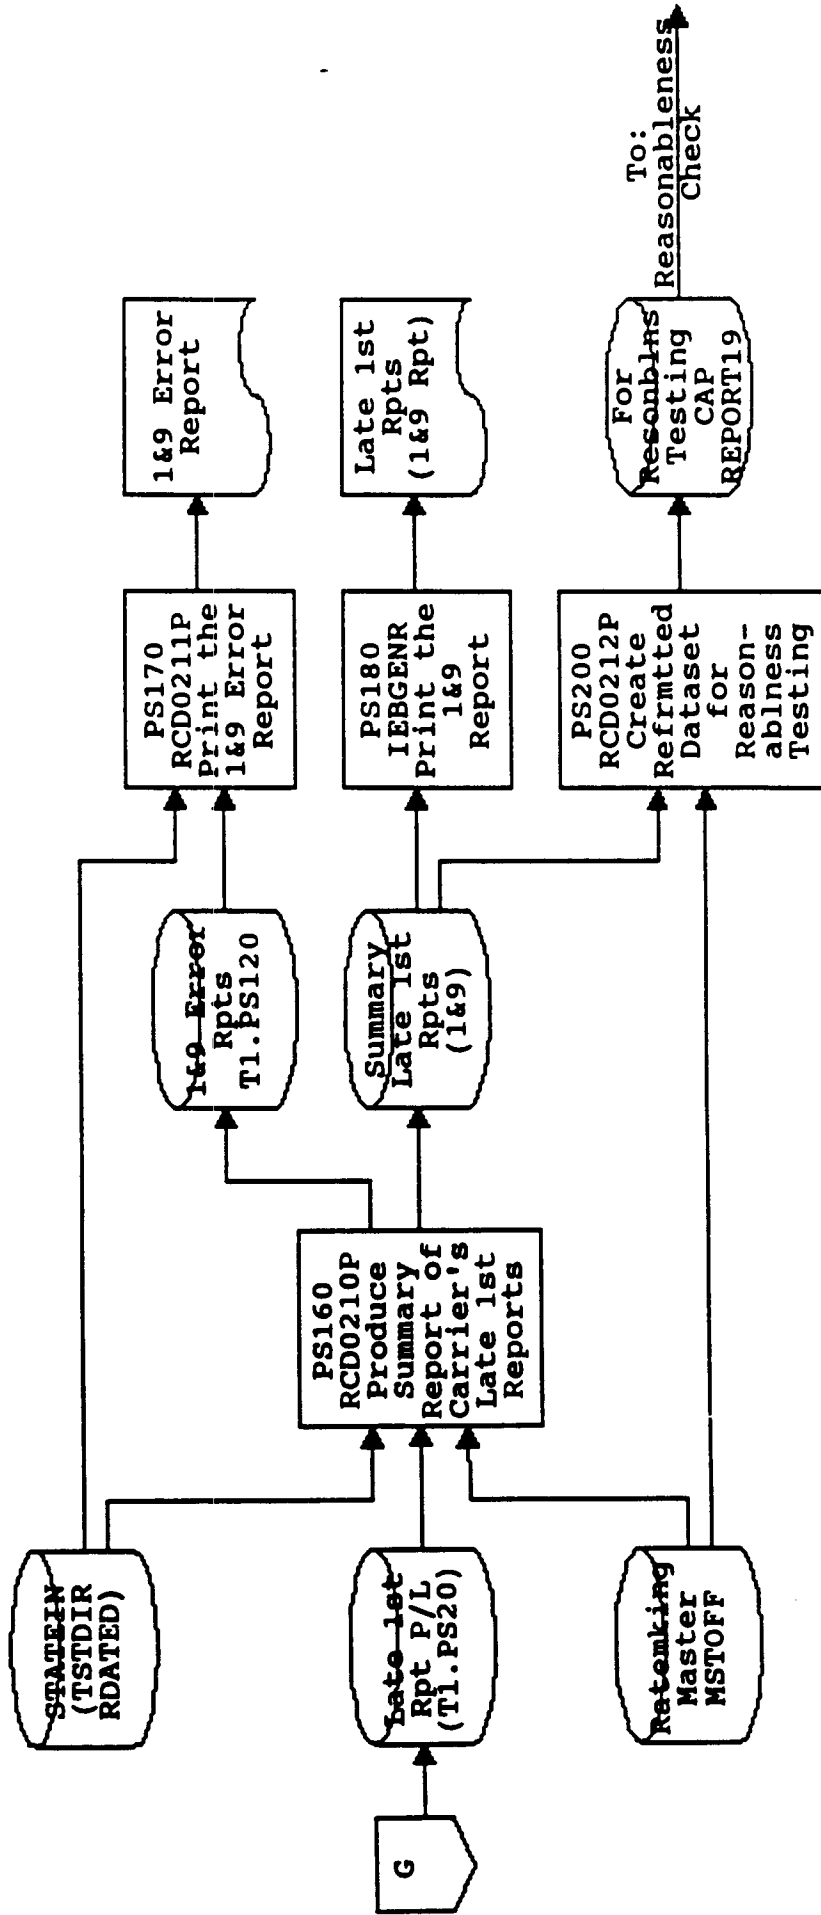 G
STATEIN
(TSTDIR
RDATED)
Late 1st
Rpt P/L
(T1.PS20)
Ratemking
Master
MSTOFF
PS160
RCD0210P
Produce
Summary
Report of
Carrier's
Late 1st
Reports
1&9 Error
Rpts
T1.PS120
Summary
Late 1st
Rpts
(1&9)
PS170
RCD0211P
Print the
1&9 Error
Report
PS180
IEBGENR
Print the
1&9
Report
PS200
RCD0212P
Create
Refrmtted
Dataset
for
Reason-
ablness
Testing
1&9 Error
Report
Late 1st
Rpts
(1&9 Rpt)
For
Resonblns
Testing
CAP
REPORT19
To:
Reasonableness
Check